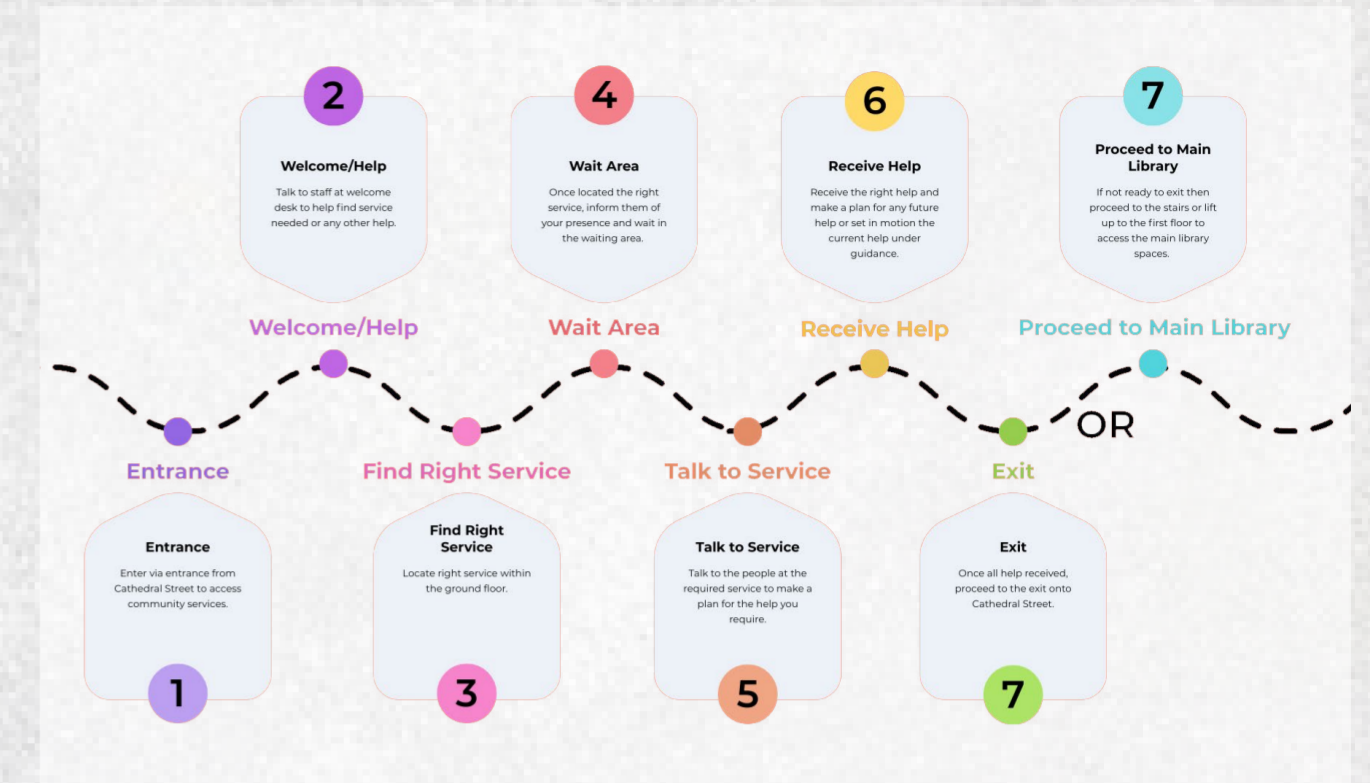 2
Welcome/Help
Talk to staff at welcome
desk to help find service
needed or any other help.
4
Wait Area
Once located the right
service, inform them of
your presence and wait in
the waiting area.
6
Receive Help
Receive the right help and
make a plan for any future
help or set in motion the
current help under
guidance.
7
Proceed to Main
Library
If not ready to exit then
proceed to the stairs or lift
up to the first floor to
access the main library
spaces.
Welcome/Help
Wait Area
Receive Help
Proceed to Main Library
OR
Entrance
Find Right Service
Talk to Service
Exit
Entrance
Enter via entrance from
Cathedral Street to access
community services.
1
Find Right
Service
Locate right service within
the ground floor.
3
Talk to Service
Talk to the people at the
required service to make a
plan for the help you
require.
5
Exit
Once all help received,
proceed to the exit onto
Cathedral Street.
7